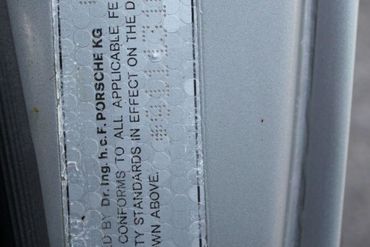 D BY Dr. Ing. h.c. F. PORSCHE KG
CONFORMS TO ALL APPLICABLE FE
TY STANDARDS IN EFFECT ON THE D
WN ABOVE.